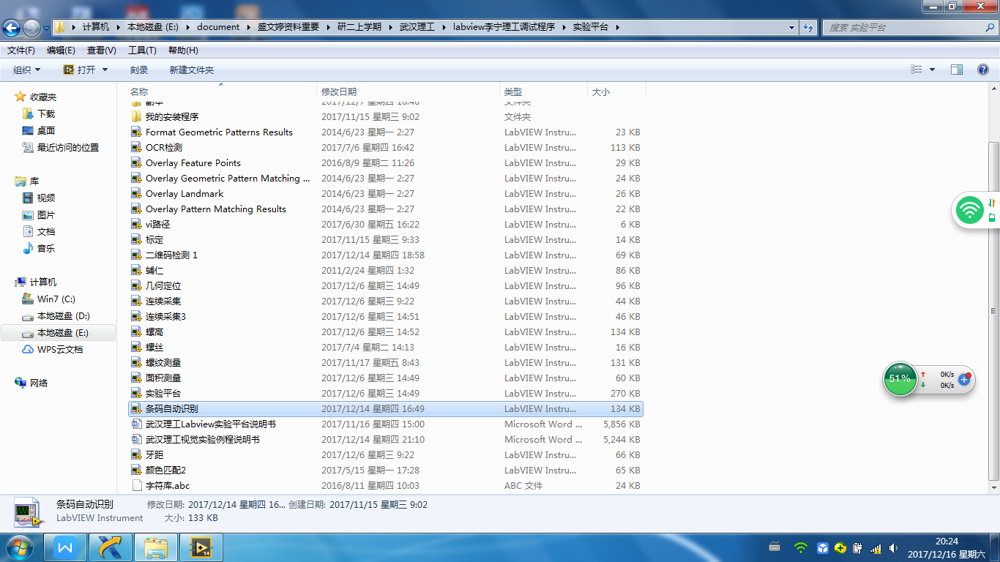 计算机 ▸ 本地磁盘 (E:) ▸ document ▸ 盛文婷资料重要 ▸ 研二上学期 ▸ 武汉理工 ▸ labview李宁理工调试程序 ▸ 实验平台 ▸
搜索 实验平台
文件(F) 编辑(E) 查看(V) 工具(T) 帮助(H)
组织 打开 刻录 新建文件夹
收藏夹
下载
桌面
最近访问的位置
库
视频
图片
文档
音乐
计算机
Win7 (C:)
本地磁盘 (D:)
本地磁盘 (E:)
WPS云文档
网络
名称 修改日期 类型 大小
副本 2017/12/7 星期四 16:46 文件夹
我的安装程序 2017/11/15 星期三 9:02 文件夹
Format Geometric Patterns Results 2014/6/23 星期一 2:27 LabVIEW Instru... 23 KB
OCR检测 2017/7/6 星期四 16:42 LabVIEW Instru... 113 KB
Overlay Feature Points 2016/8/9 星期二 11:26 LabVIEW Instru... 29 KB
Overlay Geometric Pattern Matching ... 2014/6/23 星期一 2:27 LabVIEW Instru... 24 KB
Overlay Landmark 2014/6/23 星期一 2:27 LabVIEW Instru... 26 KB
Overlay Pattern Matching Results 2014/6/23 星期一 2:27 LabVIEW Instru... 22 KB
vi路径 2017/6/30 星期五 16:22 LabVIEW Instru... 6 KB
标定 2017/11/15 星期三 9:33 LabVIEW Instru... 14 KB
二维码检测 1 2017/12/14 星期四 18:58 LabVIEW Instru... 69 KB
辅仁 2011/2/24 星期四 1:32 LabVIEW Instru... 86 KB
几何定位 2017/12/6 星期三 14:49 LabVIEW Instru... 96 KB
连续采集 2017/12/6 星期三 9:22 LabVIEW Instru... 44 KB
连续采集3 2017/12/6 星期三 14:51 LabVIEW Instru... 46 KB
螺高 2017/12/6 星期三 14:52 LabVIEW Instru... 134 KB
螺丝 2017/7/4 星期二 14:13 LabVIEW Instru... 16 KB
螺纹测量 2017/11/17 星期五 8:43 LabVIEW Instru... 131 KB
面积测量 2017/12/6 星期三 14:49 LabVIEW Instru... 60 KB
实验平台 2017/12/6 星期三 14:49 LabVIEW Instru... 270 KB
条码自动识别 2017/12/14 星期四 16:49 LabVIEW Instru... 134 KB
武汉理工Labview实验平台说明书 2017/11/16 星期四 15:00 Microsoft Word ... 5,856 KB
武汉理工视觉实验例程说明书 2017/12/14 星期四 21:10 Microsoft Word ... 5,244 KB
牙距 2017/12/6 星期三 9:22 LabVIEW Instru... 66 KB
颜色匹配2 2017/5/15 星期一 17:28 LabVIEW Instru... 65 KB
字符库.abc 2016/8/11 星期四 10:03 ABC 文件 24 KB
51% 0K/s
0K/s
条码自动识别 修改日期: 2017/12/14 星期四 16... 创建日期: 2017/11/15 星期三 9:02
LabVIEW Instrument 大小: 133 KB
14
20:24
2017/12/16 星期六